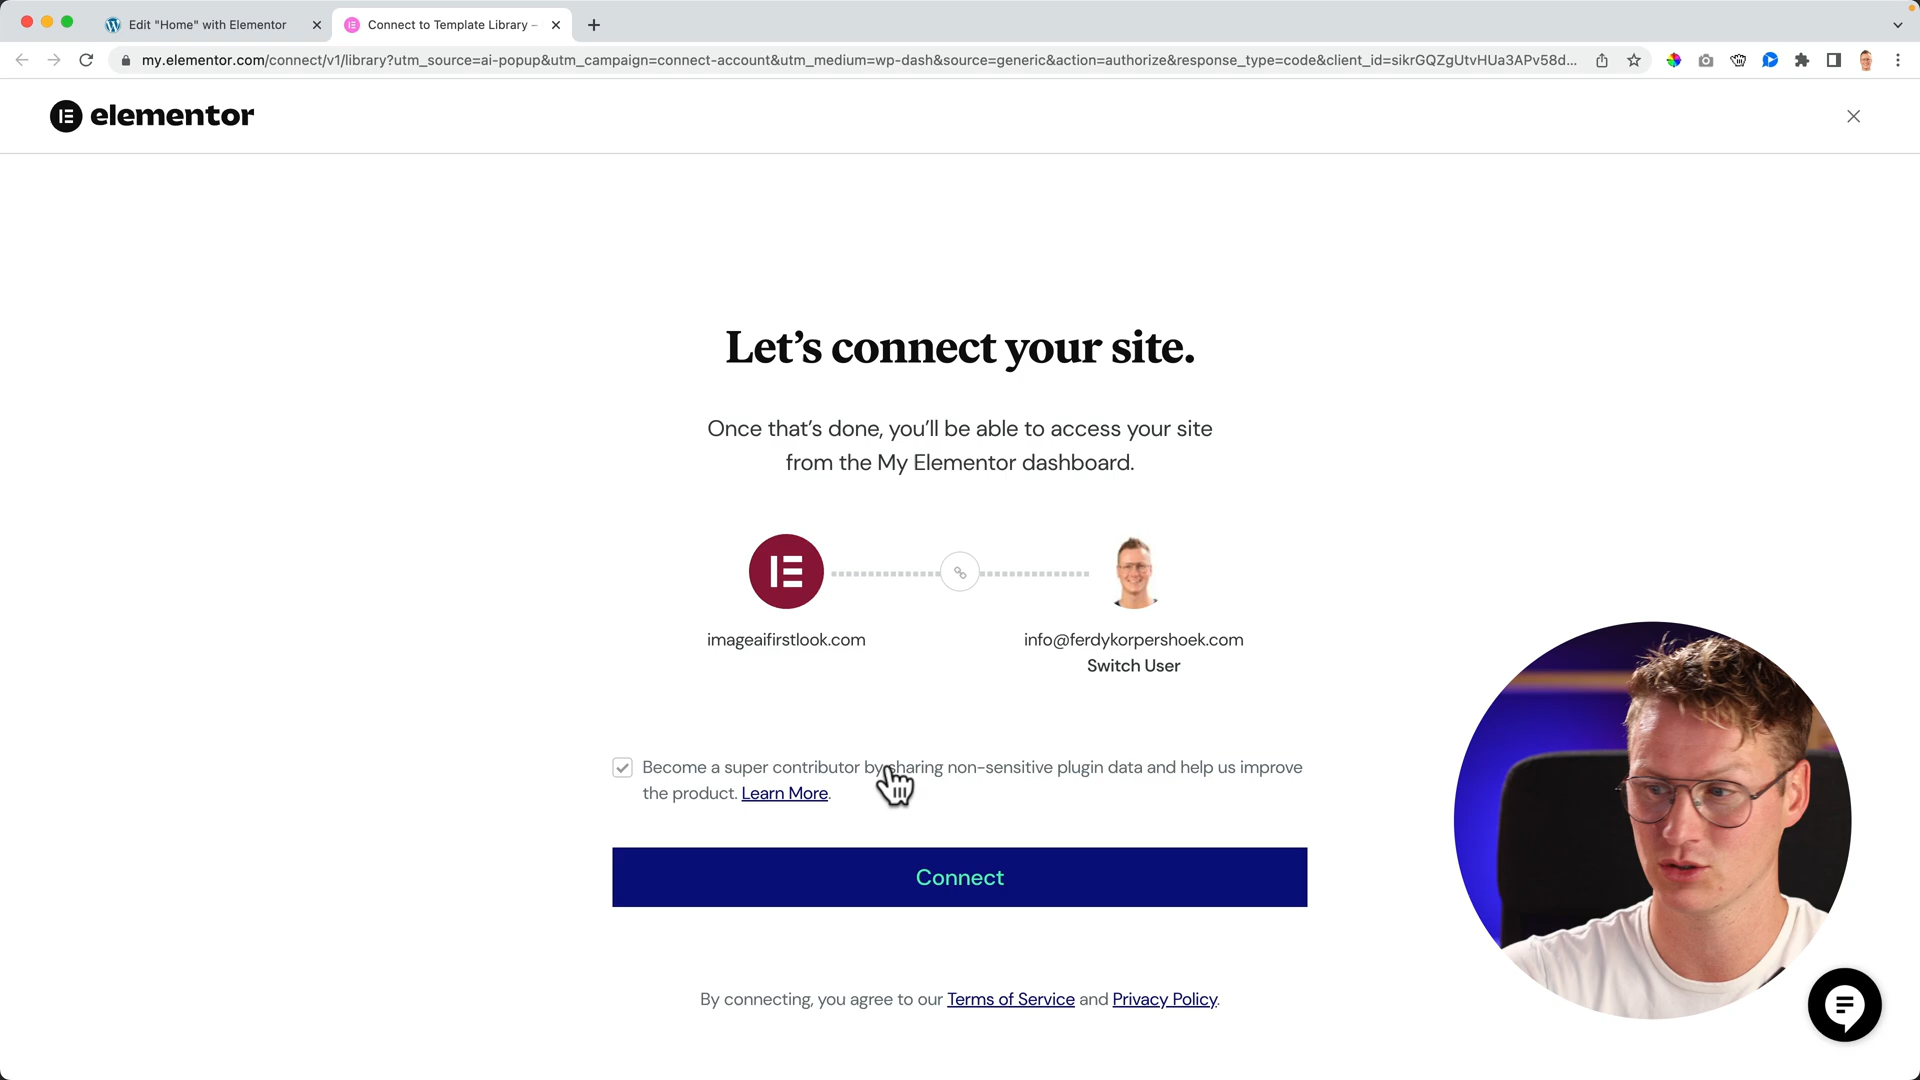 Edit "Home" with Elementor
Connect to Template Library –
my.elementor.com/connect/v1/library?utm_source=ai-popup&utm_campaign=connect-account&utm_medium=wp-dash&source=generic&action=authorize&response_type=code&client_id=sikrGQZgUtvHUa3APv58d...
elementor
Let's connect your site.
Once that's done, you'll be able to access your site
from the My Elementor dashboard.
imageaifirstlook.com
info@ferdykorpershoek.com
Switch User
Become a super contributor by sharing non-sensitive plugin data and help us improve
the product. Learn More.
Connect
By connecting, you agree to our Terms of Service and Privacy Policy.